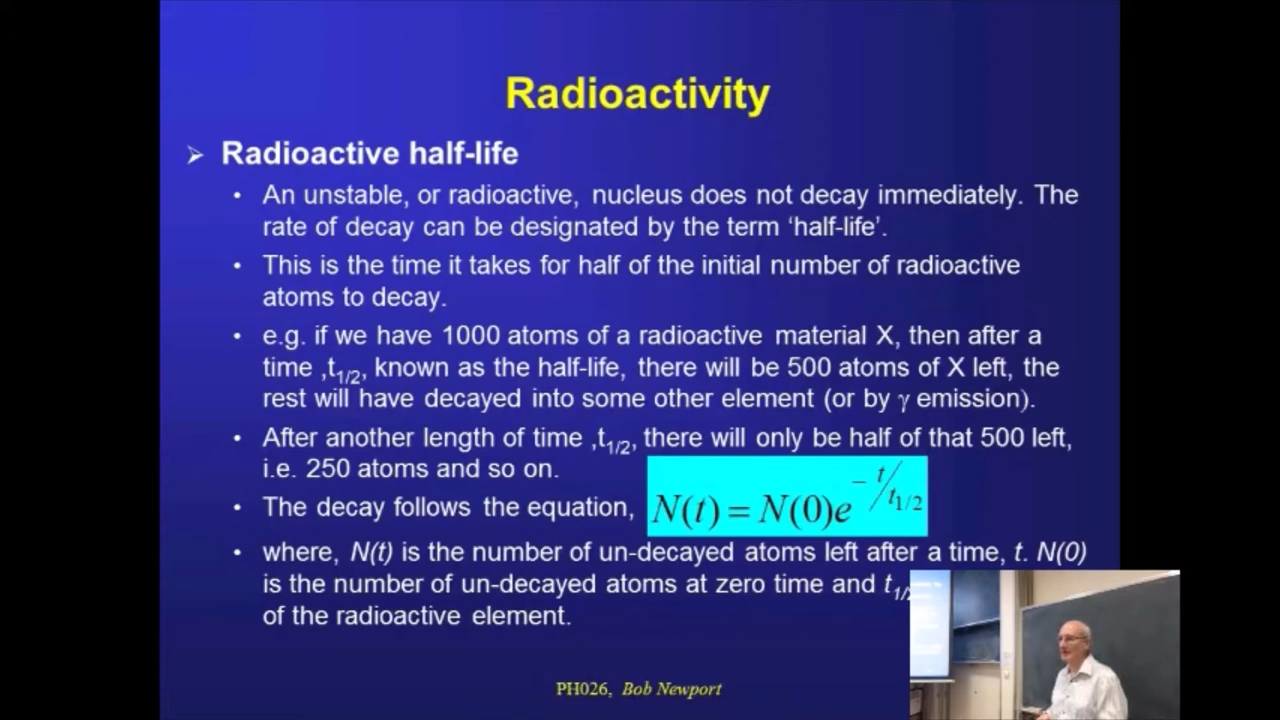 Radioactivity
➢ Radioactive half-life
• An unstable, or radioactive, nucleus does not decay immediately. The
rate of decay can be designated by the term ‘half-life’.
• This is the time it takes for half of the initial number of radioactive
atoms to decay.
• e.g. if we have 1000 atoms of a radioactive material X, then after a
time ,t1/2, known as the half-life, there will be 500 atoms of X left, the
rest will have decayed into some other element (or by γ emission).
• After another length of time ,t1/2, there will only be half of that 500 left,
i.e. 250 atoms and so on.
• The decay follows the equation, N(t) = N(0)e^(-t/t1/2)
• where, N(t) is the number of un-decayed atoms left after a time, t. N(0)
is the number of un-decayed atoms at zero time and t1/
of the radioactive element.
PH026, Bob Newport